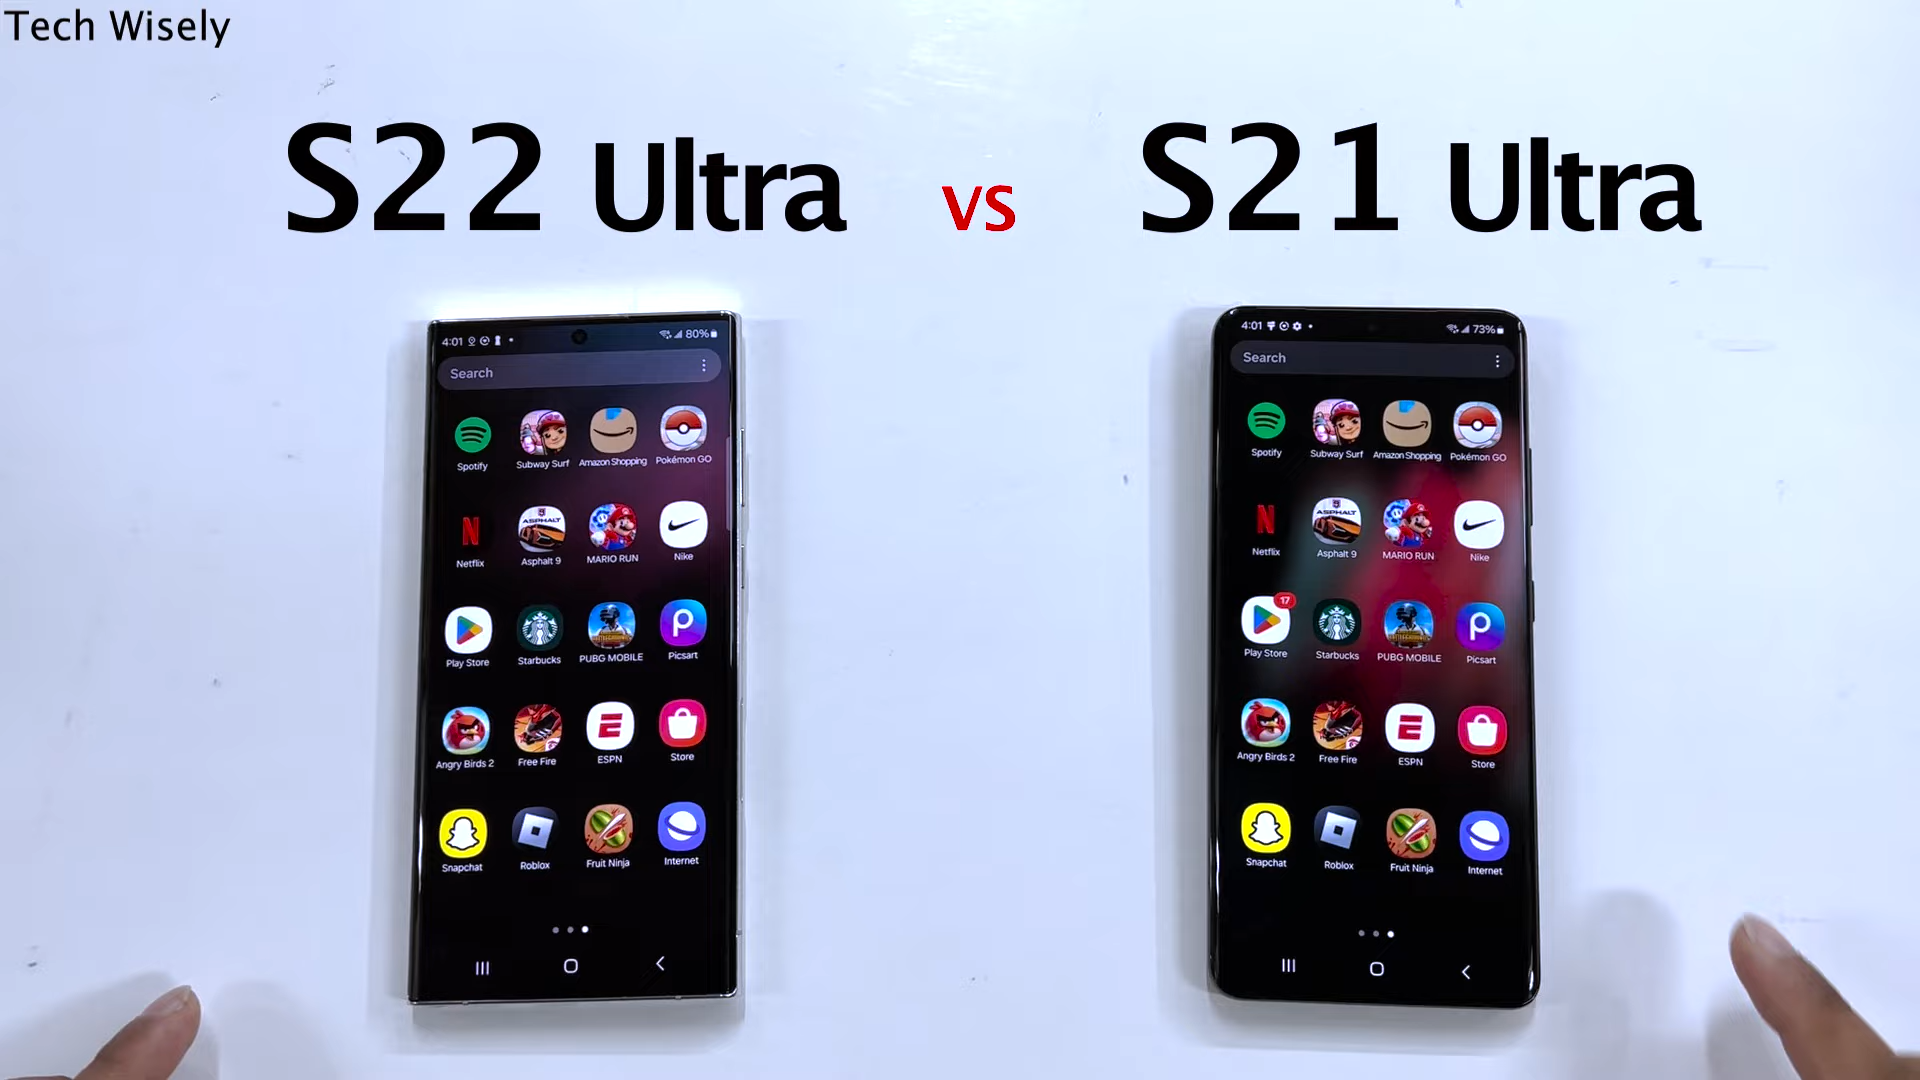 Tech Wisely
S22 Ultra vs S21 Ultra
4:01 80%
Search
Spotify Subway Surf Amazon Shopping Pokémon GO
Netflix Asphalt 9 MARIO RUN Nike
Play Store Starbucks PUBG MOBILE Picsart
Angry Birds 2 Free Fire ESPN Store
Snapchat Roblox Fruit Ninja Internet
4:01 73%
Search
Spotify Subway Surf Amazon Shopping Pokémon GO
ASPHALT
Netflix Asphalt 9 MARIO RUN Nike
17
Play Store Starbucks PUBG MOBILE Picsart
Angry Birds 2 Free Fire ESPN Store
Snapchat Roblox Fruit Ninja Internet